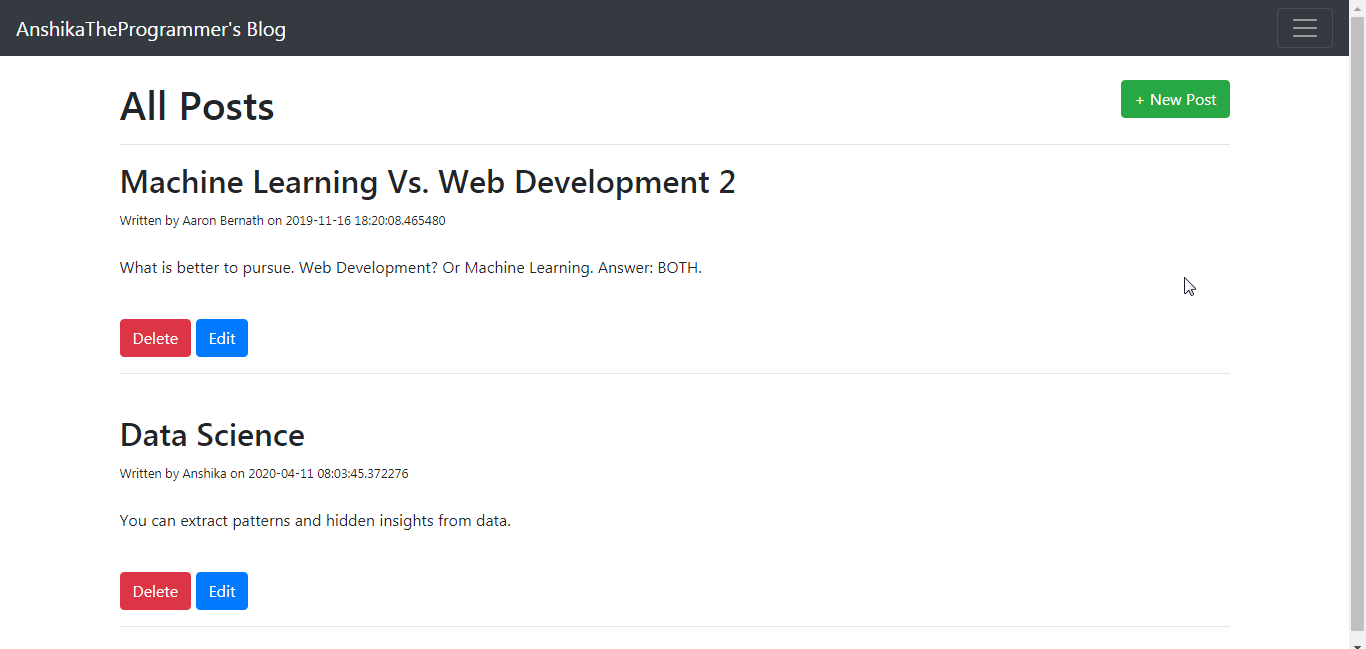 AnshikaTheProgrammer's Blog
All Posts
+ New Post
Machine Learning Vs. Web Development 2
Written by Aaron Bernath on 2019-11-16 18:20:08.465480
What is better to pursue. Web Development? Or Machine Learning. Answer: BOTH.
Delete Edit
Data Science
Written by Anshika on 2020-04-11 08:03:45.372276
You can extract patterns and hidden insights from data.
Delete Edit